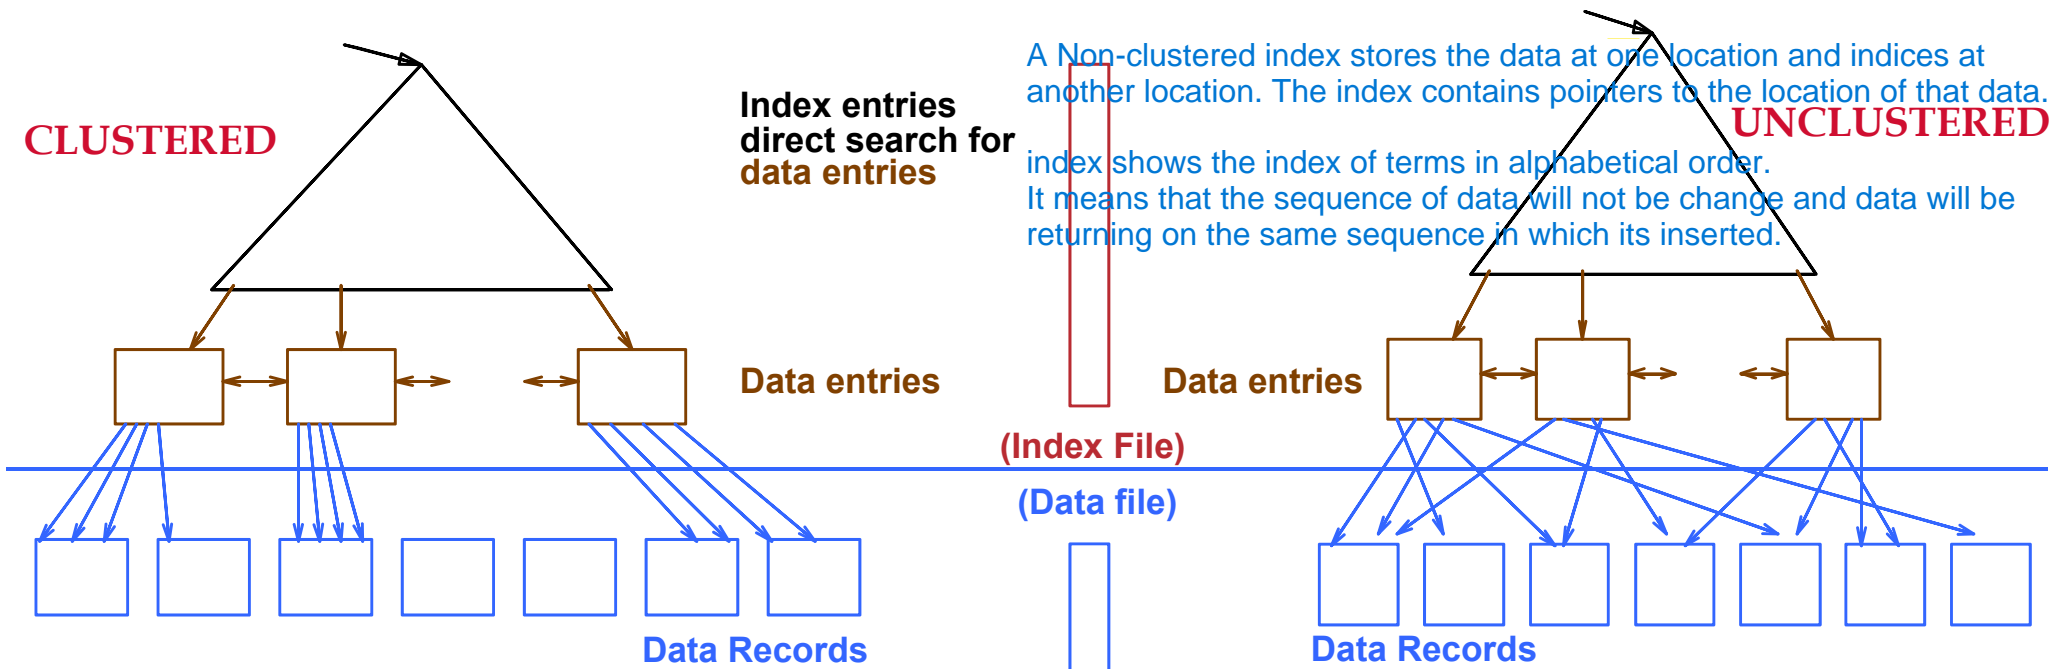 CLUSTERED
Index entries
direct search for
data entries
A Non-clustered index stores the data at one location and indices at
another location. The index contains pointers to the location of that data.
UNCLUSTERED
index shows the index of terms in alphabetical order.
It means that the sequence of data will not be change and data will be
returning on the same sequence in which its inserted.
Data entries
Data entries
(Index File)
(Data file)
Data Records
Data Records